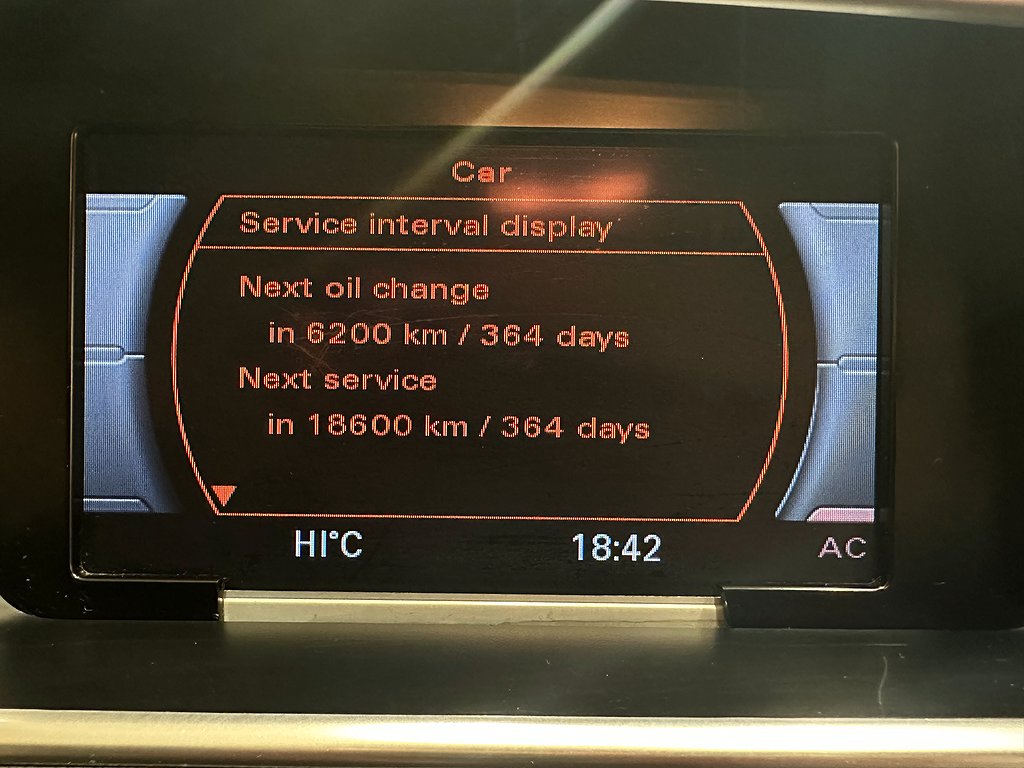 Car
Service interval display
Next oil change
in 6200 km / 364 days
Next service
in 18600 km / 364 days
HI°C 18:42 AC